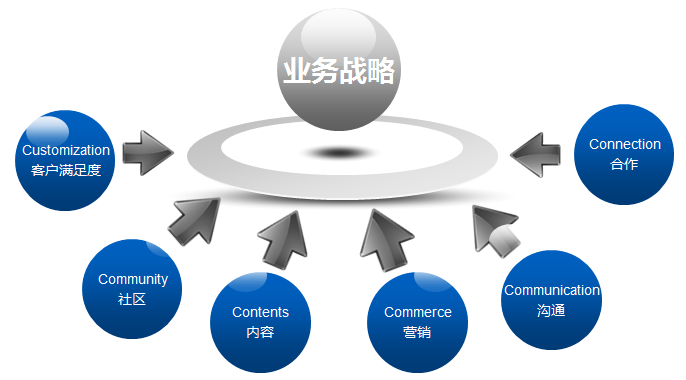 业务战略
Customization
客户满足度
Connection
合作
Community
社区
Communication
沟通
Contents
内容
Commerce
营销